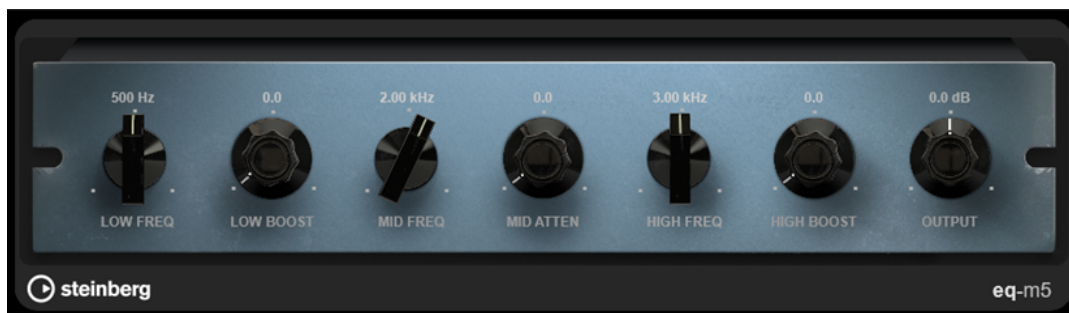 500 Hz 0.0 2.00 kHz 0.0 3.00 kHz 0.0 0.0 dB
LOW FREQ LOW BOOST MID FREQ MID ATTEN HIGH FREQ HIGH BOOST OUTPUT
steinberg eq-m5